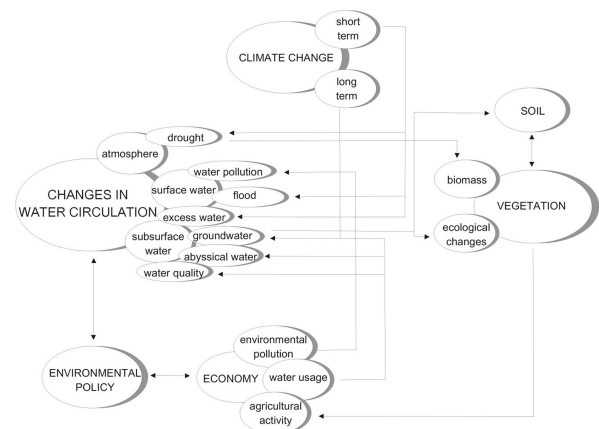 short
term
CLIMATE CHANGE
long
term
SOIL
drought
atmosphere
water pollution
biomass
surface water
flood
CHANGES IN
WATER CIRCULATION
VEGETATION
excess water
ecological
changes
subsurface
water
groundwater
abyssical water
water quality
environmental
pollution
ENVIRONMENTAL
POLICY
ECONOMY
water usage
agricultural
activity